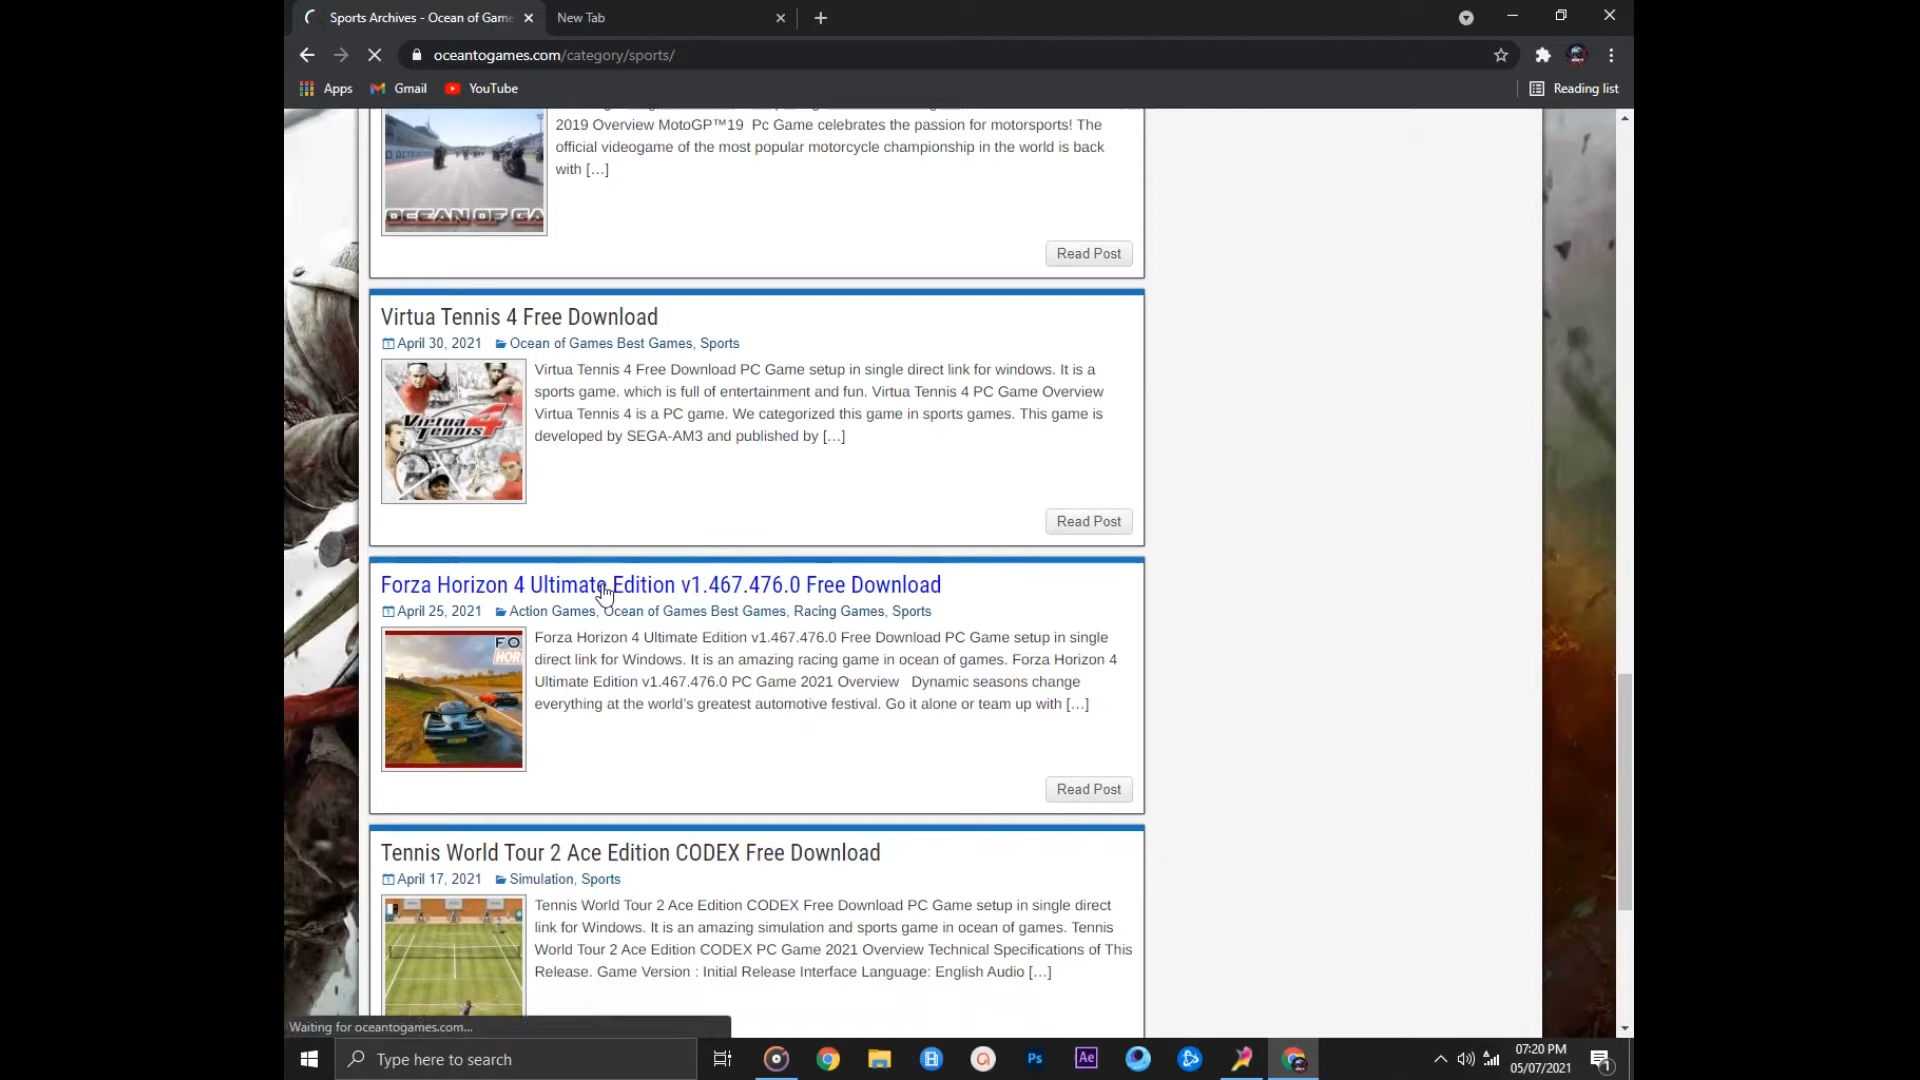 Sports Archives - Ocean of Game
New Tab
oceantogames.com/category/sports/
Apps
Gmail
YouTube
Reading list
2019 Overview MotoGP™19 Pc Game celebrates the passion for motorsports! The
official videogame of the most popular motorcycle championship in the world is back
with […]
OCEAN OF GA
Read Post
Virtua Tennis 4 Free Download
April 30, 2021
Ocean of Games Best Games, Sports
Virtua Tennis 4 Free Download PC Game setup in single direct link for windows. It is a
sports game. which is full of entertainment and fun. Virtua Tennis 4 PC Game Overview
Virtua Tennis 4 is a PC game. We categorized this game in sports games. This game is
developed by SEGA-AM3 and published by […]
Virtua
Tennis 4
Read Post
Forza Horizon 4 Ultimate Edition v1.467.476.0 Free Download
April 25, 2021
Action Games, Ocean of Games Best Games, Racing Games, Sports
Forza Horizon 4 Ultimate Edition v1.467.476.0 Free Download PC Game setup in single
direct link for Windows. It is an amazing racing game in ocean of games. Forza Horizon 4
Ultimate Edition v1.467.476.0 PC Game 2021 Overview Dynamic seasons change
everything at the world's greatest automotive festival. Go it alone or team up with […]
FO
HOR
Read Post
Tennis World Tour 2 Ace Edition CODEX Free Download
April 17, 2021
Simulation, Sports
Tennis World Tour 2 Ace Edition CODEX Free Download PC Game setup in single direct
link for Windows. It is an amazing simulation and sports game in ocean of games. Tennis
World Tour 2 Ace Edition CODEX PC Game 2021 Overview Technical Specifications of This
Release. Game Version : Initial Release Interface Language: English Audio […]
Waiting for oceantogames.com...
Type here to search
Ps
Ae
07:20 PM
05/07/2021
1